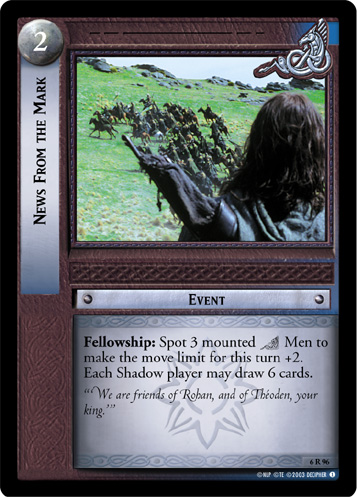 2
NEWS FROM THE MARK
EVENT
Fellowship: Spot 3 mounted Men to
make the move limit for this turn +2.
Each Shadow player may draw 6 cards.
“‘We are friends of Rohan, and of Théoden, your
king.’”
6 R 96
©NLP ©TE ©2003 DECIPHER